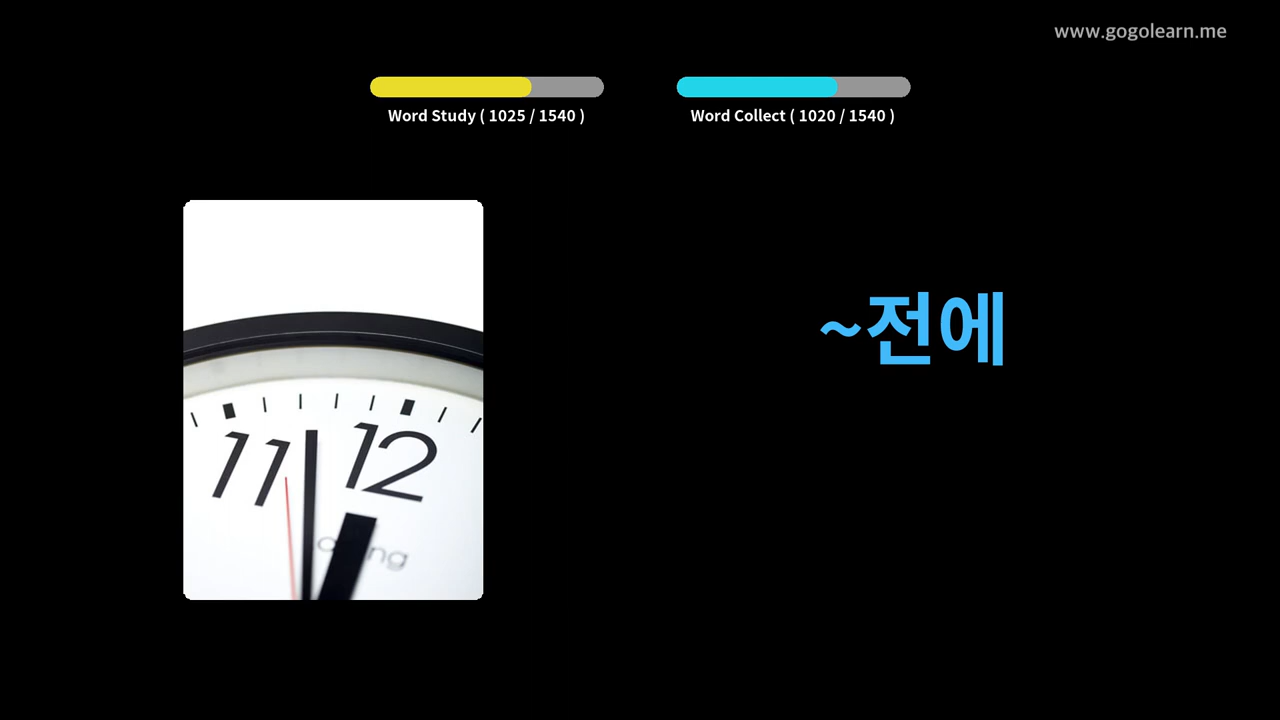 www.gogolearn.me
Word Study ( 1025 / 1540 )
Word Collect ( 1020 / 1540 )
~전에
11
12